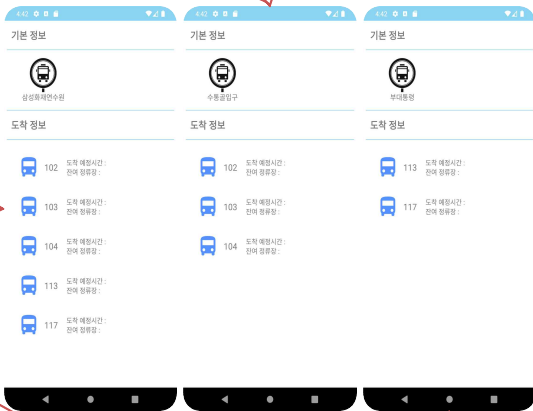 4:42
기본 정보
삼성화재연수원
도착 정보
102
도착 예정시간 :
잔여 정류장 :
103
도착 예정시간 :
잔여 정류장 :
104
도착 예정시간 :
잔여 정류장 :
113
도착 예정시간 :
잔여 정류장 :
117
도착 예정시간 :
잔여 정류장 :
4:42
기본 정보
수통골입구
도착 정보
102
도착 예정시간 :
잔여 정류장 :
103
도착 예정시간 :
잔여 정류장 :
104
도착 예정시간 :
잔여 정류장 :
4:42
기본 정보
부대통령
도착 정보
113
도착 예정시간 :
잔여 정류장 :
117
도착 예정시간 :
잔여 정류장 :